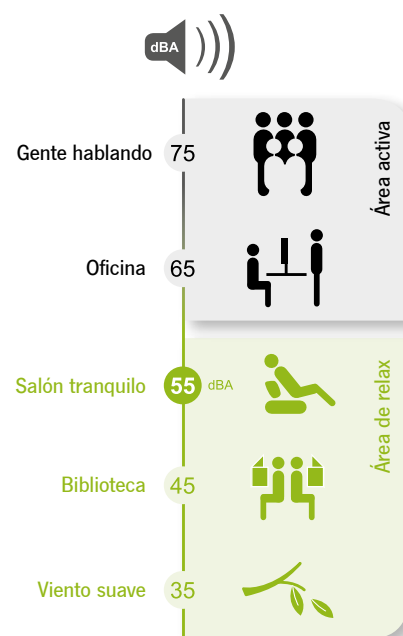 dBA
Gente hablando 75
Área activa
Oficina 65
Salón tranquilo 55 dBA
Área de relax
Biblioteca 45
Viento suave 35